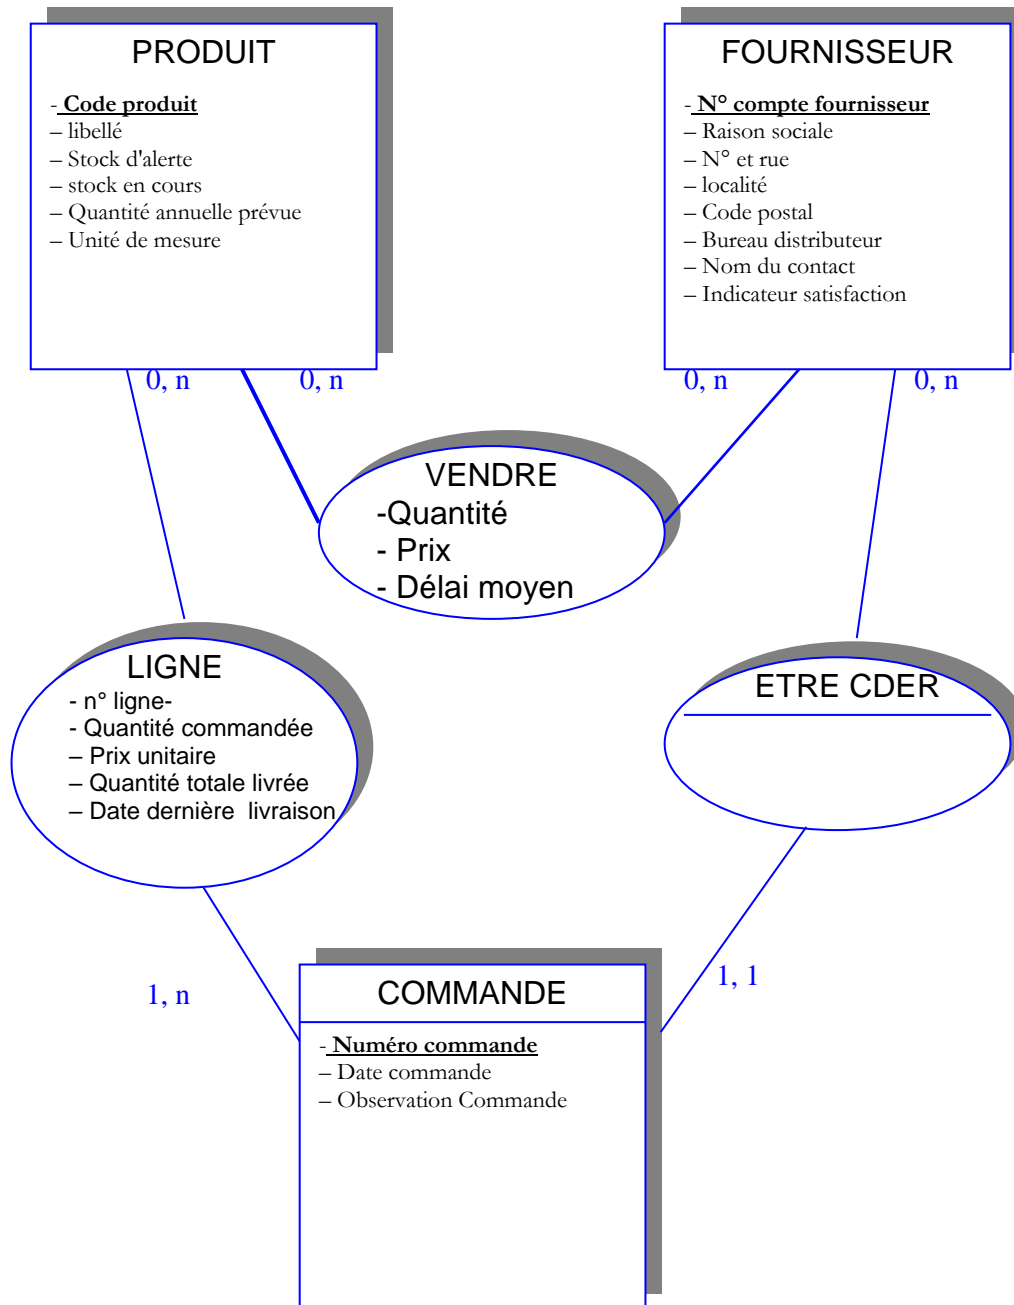 PRODUIT
- Code produit
– libellé
– Stock d'alerte
– stock en cours
– Quantité annuelle prévue
– Unité de mesure
FOURNISSEUR
- N° compte fournisseur
– Raison sociale
– N° et rue
– localité
– Code postal
– Bureau distributeur
– Nom du contact
– Indicateur satisfaction
0, n
0, n
0, n
0, n
VENDRE
-Quantité
- Prix
- Délai moyen
LIGNE
- n° ligne-
- Quantité commandée
– Prix unitaire
– Quantité totale livrée
– Date dernière livraison
ETRE CDER
1, n
1, 1
COMMANDE
- Numéro commande
– Date commande
– Observation Commande